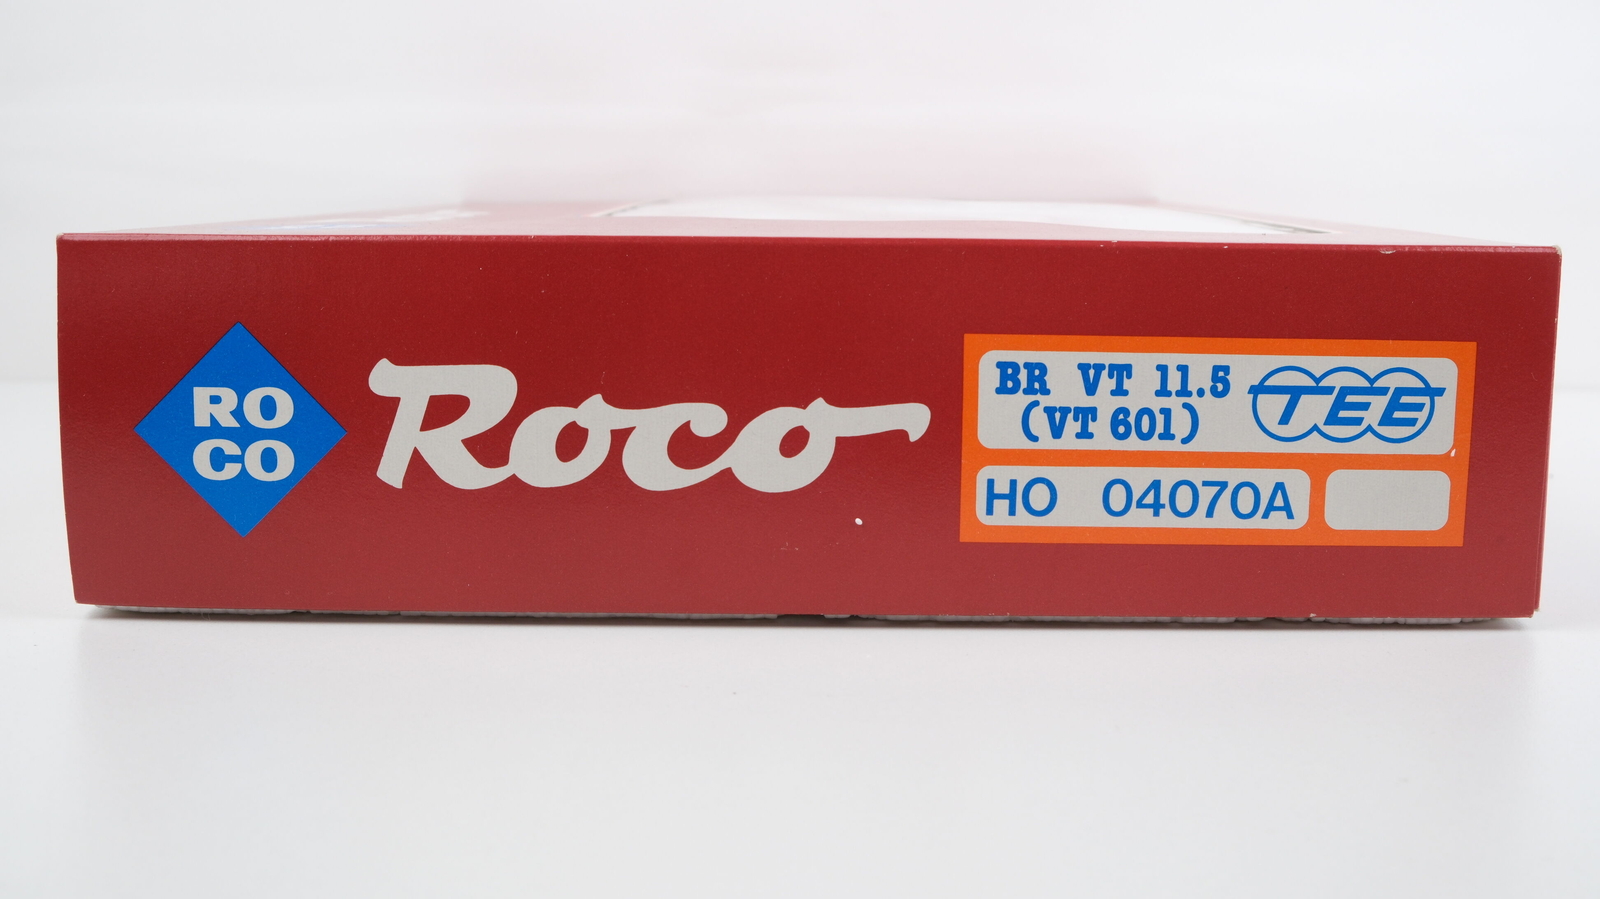 RO
CO
Roco
BR VT 11.5
(VT 601)
TEE
HO 04070A